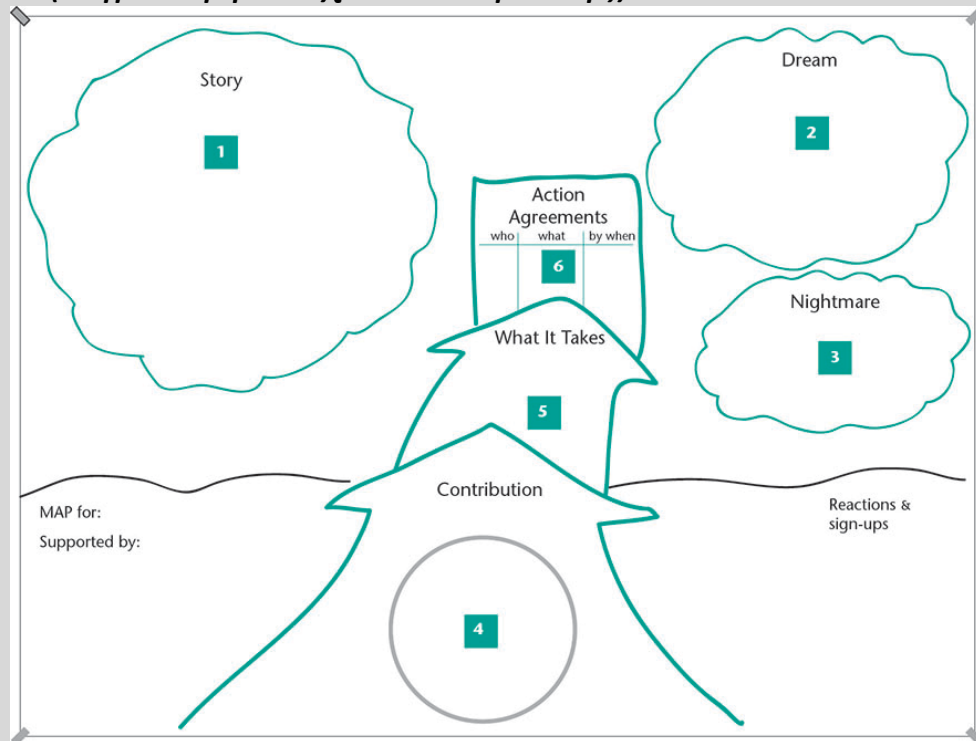 Story
1
Dream
2
Action
Agreements
who what by when
6
Nightmare
3
What It Takes
5
Contribution
4
MAP for:
Supported by:
Reactions &
sign-ups